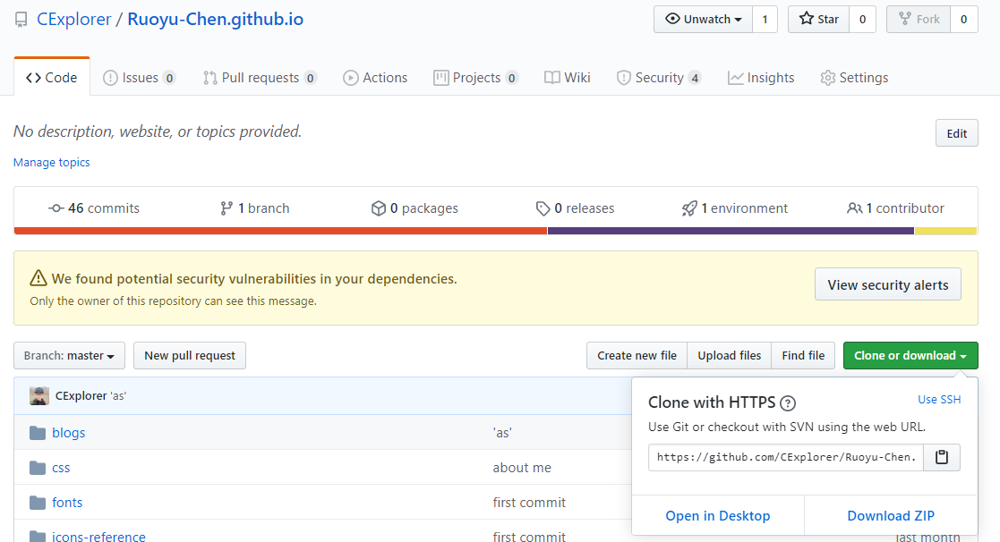 CExplorer / Ruoyu-Chen.github.io
Unwatch 1 Star 0 Fork 0
Code Issues 0 Pull requests 0 Actions Projects 0 Wiki Security 4 Insights Settings
No description, website, or topics provided.
Edit
Manage topics
46 commits 1 branch 0 packages 0 releases 1 environment 1 contributor
We found potential security vulnerabilities in your dependencies.
Only the owner of this repository can see this message.
View security alerts
Branch: master New pull request Create new file Upload files Find file Clone or download
CExplorer 'as'
blogs 'as'
css about me
fonts first commit
icons-reference first commit last month
Clone with HTTPS ?
Use SSH
Use Git or checkout with SVN using the web URL.
https://github.com/CExplorer/Ruoyu-Chen.
Open in Desktop Download ZIP